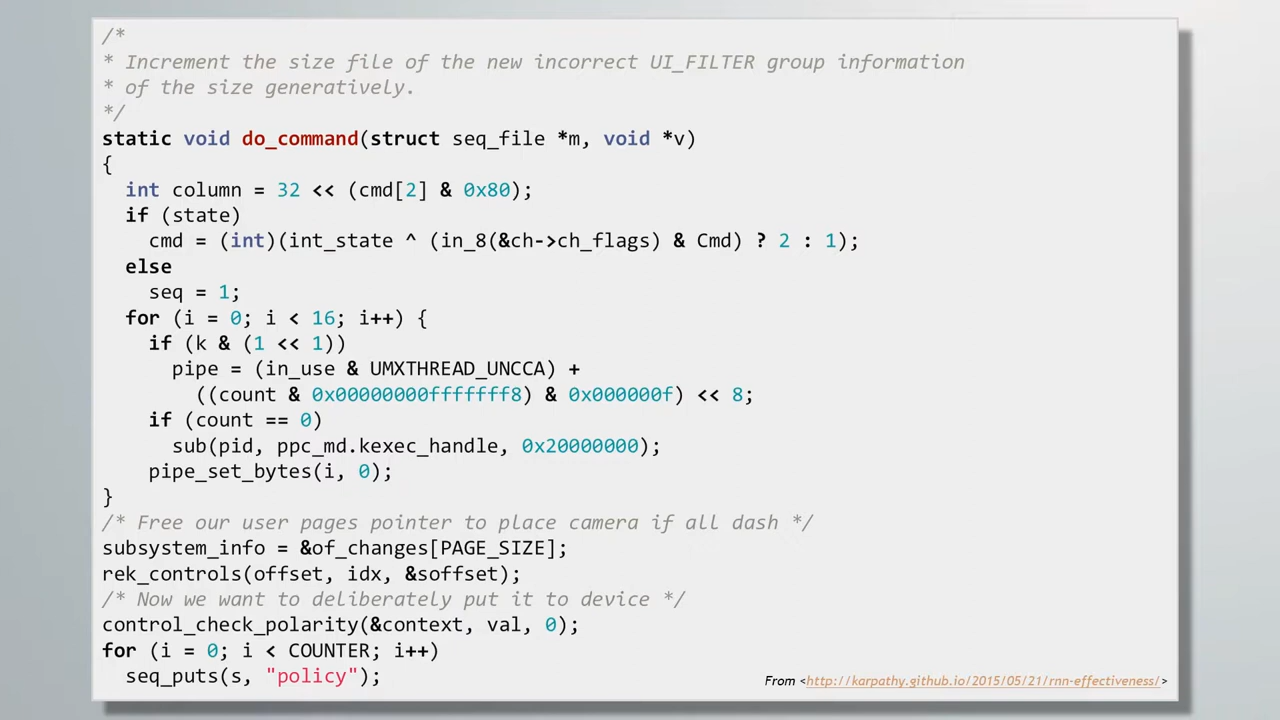 /*
* Increment the size file of the new incorrect UI_FILTER group information
* of the size generatively.
*/
static void do_command(struct seq_file *m, void *v)
{
  int column = 32 << (cmd[2] & 0x80);
  if (state)
    cmd = (int)(int_state ^ (in_8(&ch->ch_flags) & Cmd) ? 2 : 1);
  else
    seq = 1;
  for (i = 0; i < 16; i++) {
    if (k & (1 << 1))
      pipe = (in_use & UMXTHREAD_UNCCA) +
        ((count & 0x00000000fffffff8) & 0x000000f) << 8;
    if (count == 0)
      sub(pid, ppc_md.kexec_handle, 0x20000000);
    pipe_set_bytes(i, 0);
}
/* Free our user pages pointer to place camera if all dash */
subsystem_info = &of_changes[PAGE_SIZE];
rek_controls(offset, idx, &soffset);
/* Now we want to deliberately put it to device */
control_check_polarity(&context, val, 0);
for (i = 0; i < COUNTER; i++)
  seq_puts(s, "policy");
From <http://karpathy.github.io/2015/05/21/rnn-effectiveness/>